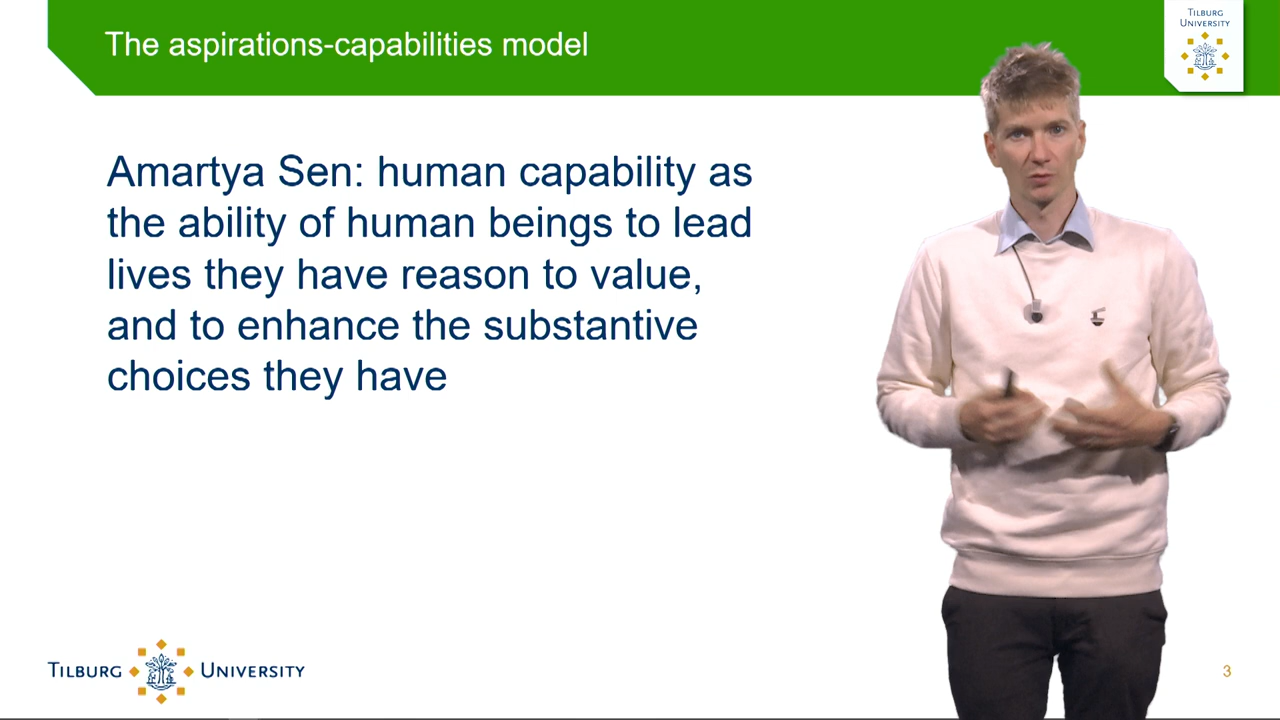 The aspirations-capabilities model
TILBURG
UNIVERSITY
Amartya Sen: human capability as
the ability of human beings to lead
lives they have reason to value,
and to enhance the substantive
choices they have
TILBURG UNIVERSITY
3